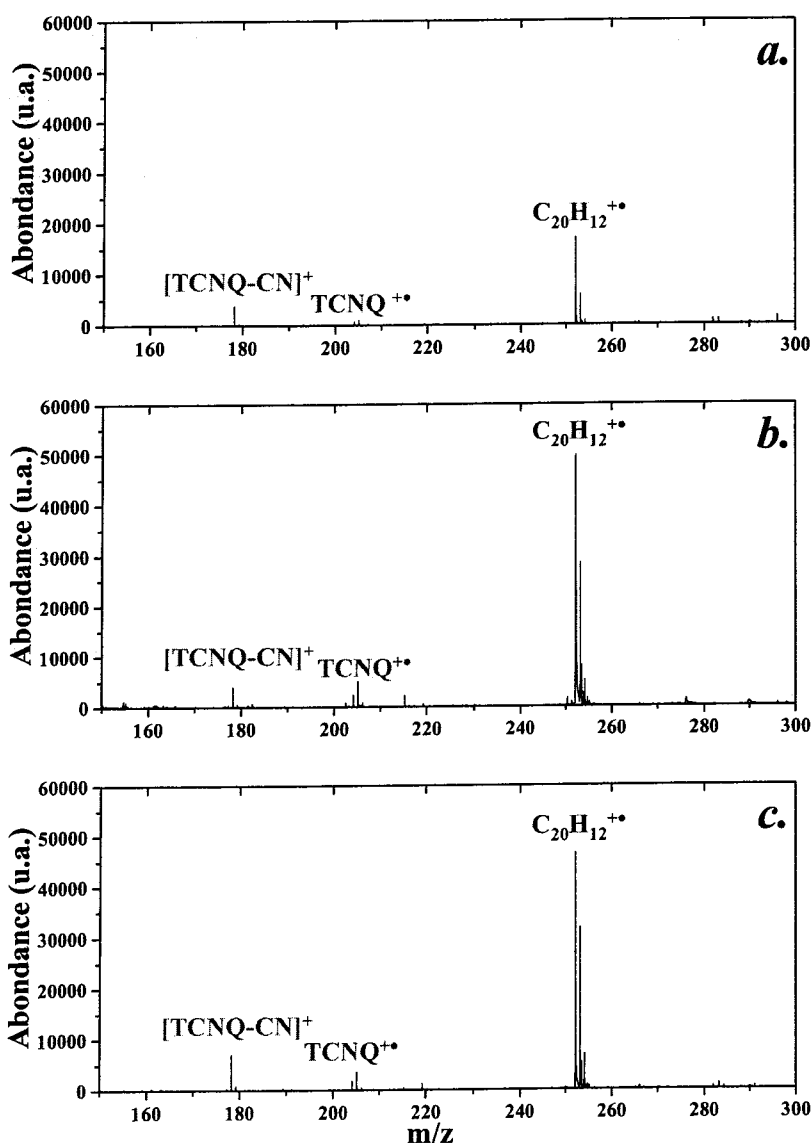 a.
Abondance (u.a.)
60000
50000
40000
30000
20000
10000
0
C₂₀H₁₂⁺•
[TCNQ-CN]⁺
TCNQ ⁺•
160 180 200 220 240 260 280 300
b.
Abondance (u.a.)
60000
50000
40000
30000
20000
10000
0
C₂₀H₁₂⁺•
[TCNQ-CN]⁺
TCNQ⁺•
160 180 200 220 240 260 280 300
c.
Abondance (u.a.)
60000
50000
40000
30000
20000
10000
0
C₂₀H₁₂⁺•
[TCNQ-CN]⁺
TCNQ⁺•
160 180 200 220 240 260 280 300
m/z